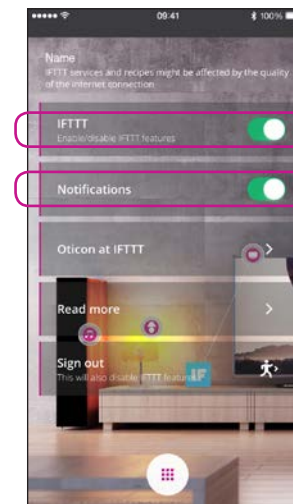 09:41
100%
Name
IFTTT services and recipes might be affected by the quality
of the internet connection
IFTTT
Enable/disable IFTTT features
Notifications
Oticon at IFTTT
Read more
Sign out
This will also disable IFTTT features
IF